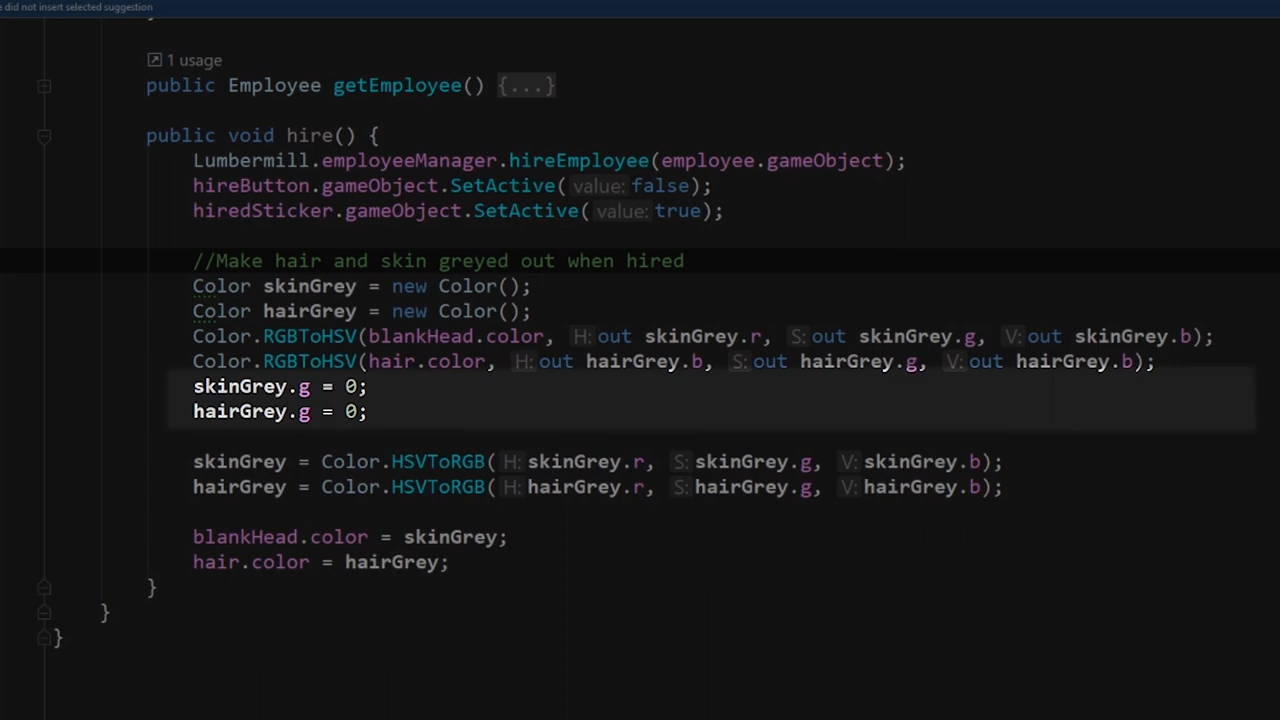 e did not insert selected suggestion
1 usage
public Employee getEmployee() {...}
public void hire() {
Lumbermill.employeeManager.hireEmployee(employee.gameObject);
hireButton.gameObject.SetActive( value: false);
hiredSticker.gameObject.SetActive( value: true);
//Make hair and skin greyed out when hired
Color skinGrey = new Color();
Color hairGrey = new Color();
Color.RGBToHSV(blankHead.color, H: out skinGrey.r, S: out skinGrey.g, V: out skinGrey.b);
Color.RGBToHSV(hair.color, H: out hairGrey.b, S: out hairGrey.g, V: out hairGrey.b);
skinGrey.g = 0;
hairGrey.g = 0;
skinGrey = Color.HSVToRGB( H: skinGrey.r, S: skinGrey.g, V: skinGrey.b);
hairGrey = Color.HSVToRGB( H: hairGrey.r, S: hairGrey.g, V: hairGrey.b);
blankHead.color = skinGrey;
hair.color = hairGrey;
}
}
}